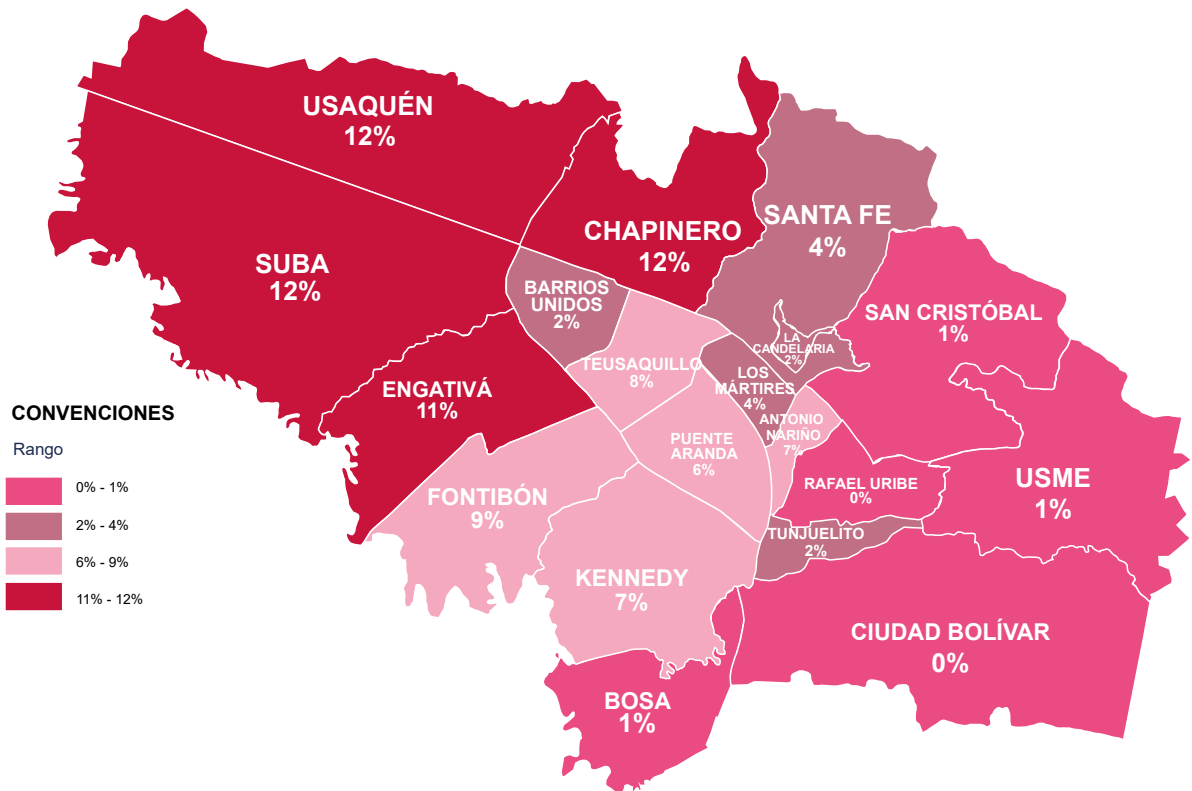 USAQUÉN
12%
CHAPINERO
12%
SANTA FE
4%
SUBA
12%
BARRIOS
UNIDOS
2%
SAN CRISTÓBAL
1%
LA
CANDELARIA
2%
TEUSAQUILLO
8%
LOS
MÁRTIRES
4%
ENGATIVÁ
11%
ANTONIO
NARIÑO
7%
PUENTE
ARANDA
6%
RAFAEL URIBE
0%
USME
1%
FONTIBÓN
9%
TUNJUELITO
2%
KENNEDY
7%
CIUDAD BOLÍVAR
0%
BOSA
1%
CONVENCIONES
Rango
0% - 1%
2% - 4%
6% - 9%
11% - 12%